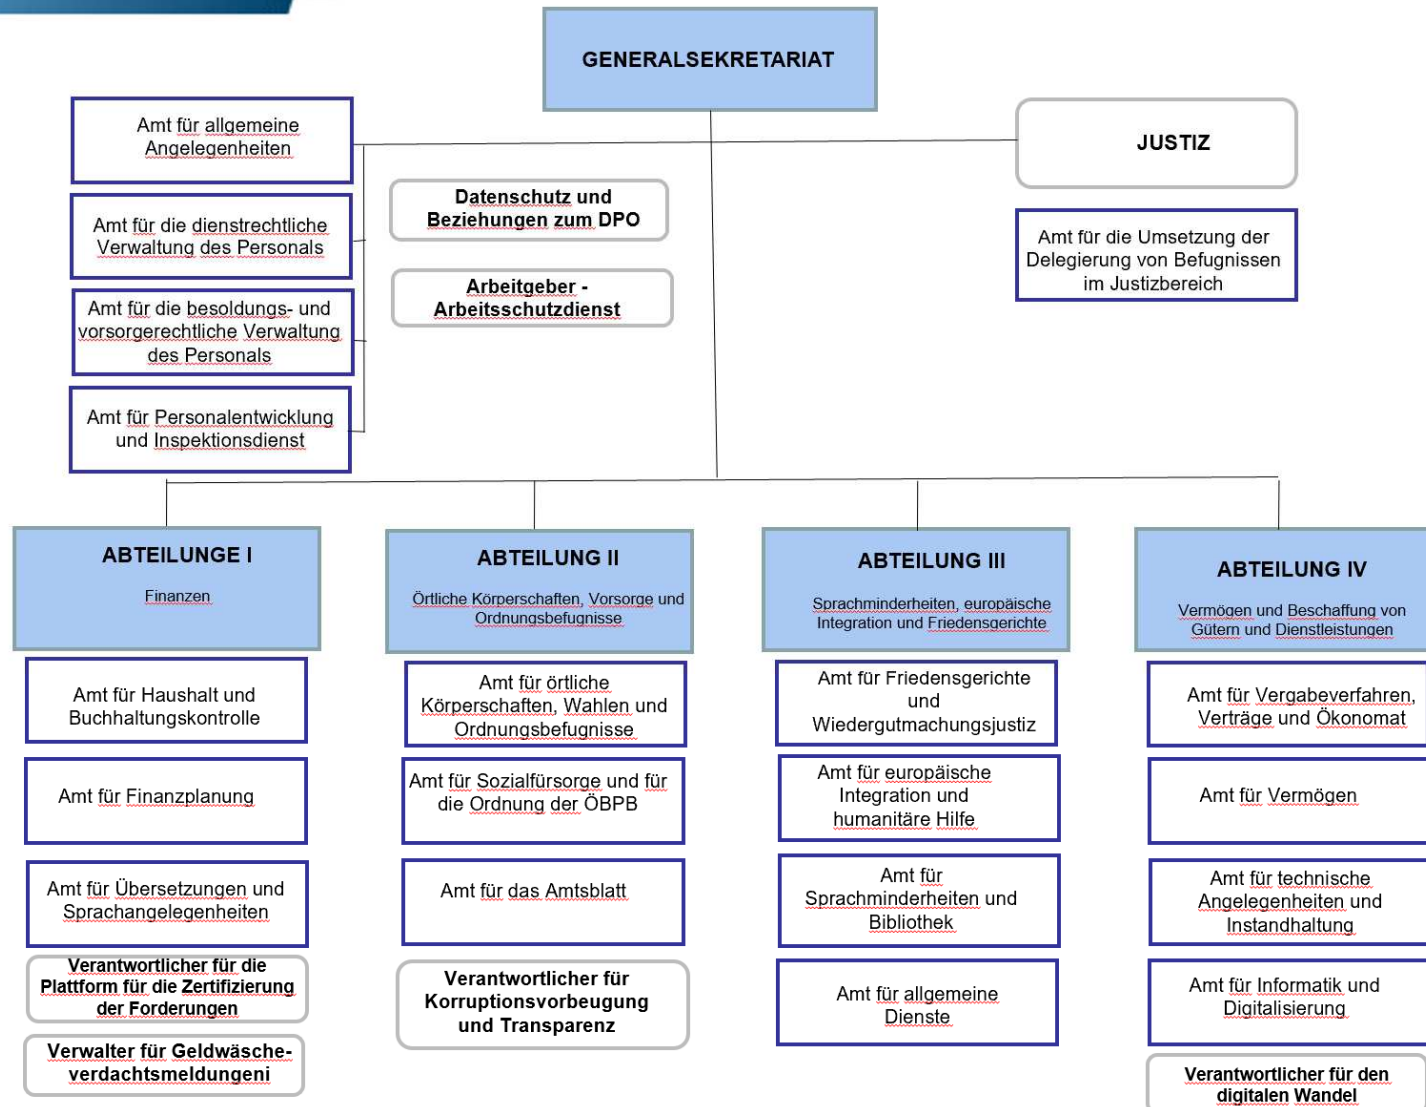 GENERALSEKRETARIAT
Amt für allgemeine
Angelegenheiten
Amt für die dienstrechtliche
Verwaltung des Personals
Amt für die besoldungs- und
vorsorgerechtliche Verwaltung
des Personals
Amt für Personalentwicklung
und Inspektionsdienst
Datenschutz und
Beziehungen zum DPO
Arbeitgeber -
Arbeitsschutzdienst
JUSTIZ
Amt für die Umsetzung der
Delegierung von Befugnissen
im Justizbereich
ABTEILUNGE I
Finanzen
Amt für Haushalt und
Buchhaltungskontrolle
Amt für Finanzplanung
Amt für Übersetzungen und
Sprachangelegenheiten
Verantwortlicher für die
Plattform für die Zertifizierung
der Forderungen
Verwalter für Geldwäsche-
verdachtsmeldungeni
ABTEILUNG II
Örtliche Körperschaften, Vorsorge und
Ordnungsbefugnisse
Amt für örtliche
Körperschaften, Wahlen und
Ordnungsbefugnisse
Amt für Sozialfürsorge und für
die Ordnung der ÖBPB
Amt für das Amtsblatt
Verantwortlicher für
Korruptionsvorbeugung
und Transparenz
ABTEILUNG III
Sprachminderheiten, europäische
Integration und Friedensgerichte
Amt für Friedensgerichte
und
Wiedergutmachungsjustiz
Amt für europäische
Integration und
humanitäre Hilfe
Amt für
Sprachminderheiten und
Bibliothek
Amt für allgemeine
Dienste
ABTEILUNG IV
Vermögen und Beschaffung von
Gütern und Dienstleistungen
Amt für Vergabeverfahren,
Verträge und Ökonomat
Amt für Vermögen
Amt für technische
Angelegenheiten und
Instandhaltung
Amt für Informatik und
Digitalisierung
Verantwortlicher für den
digitalen Wandel